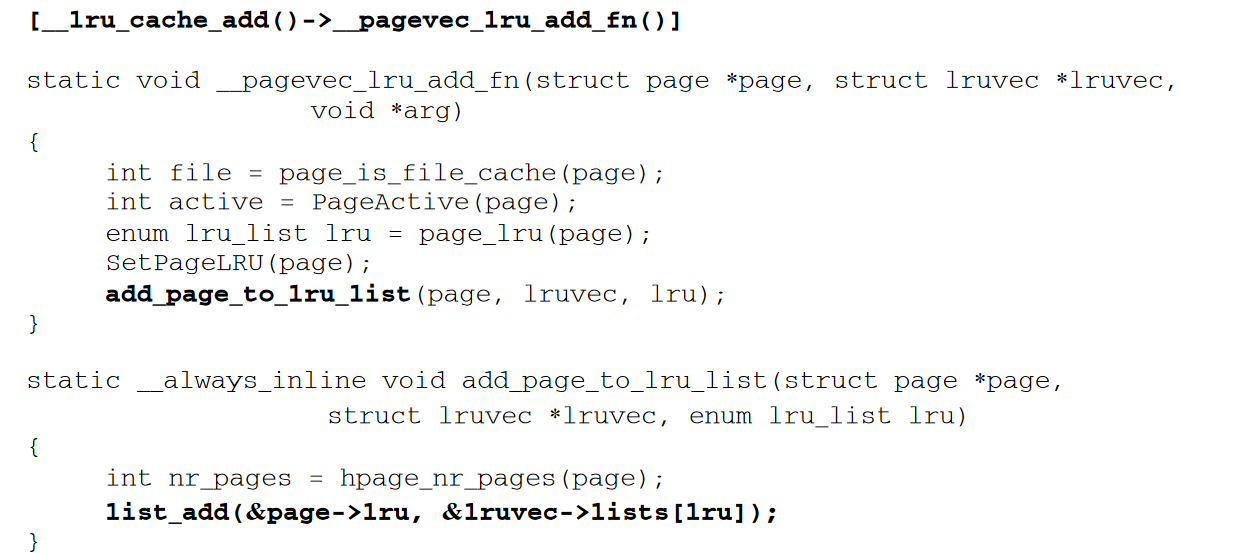 [__lru_cache_add()->__pagevec_lru_add_fn()]
static void __pagevec_lru_add_fn(struct page *page, struct lruvec *lruvec,
void *arg)
{
int file = page_is_file_cache(page);
int active = PageActive(page);
enum lru_list lru = page_lru(page);
SetPageLRU(page);
add_page_to_lru_list(page, lruvec, lru);
}
static __always_inline void add_page_to_lru_list(struct page *page,
struct lruvec *lruvec, enum lru_list lru)
{
int nr_pages = hpage_nr_pages(page);
list_add(&page->lru, &lruvec->lists[lru]);
}